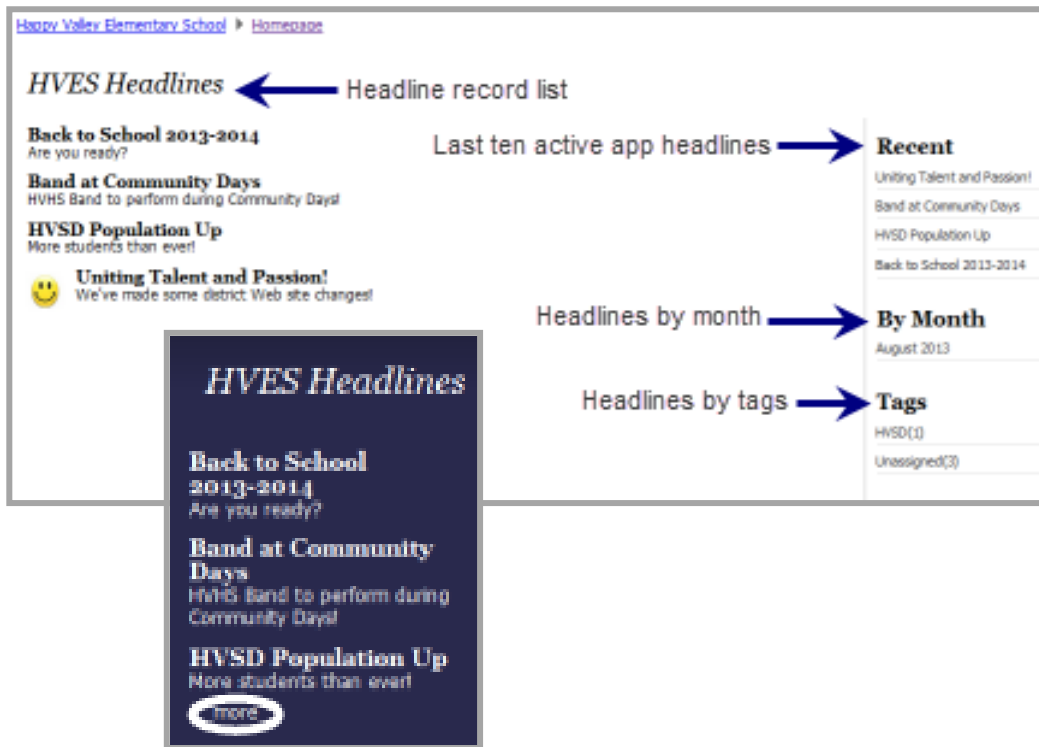 Happy Valley Elementary School Homepage
HVES Headlines
Headline record list
Back to School 2013-2014
Are you ready?
Band at Community Days
HVHS Band to perform during Community Days!
HVSD Population Up
More students than ever!
Uniting Talent and Passion!
We've made some district Web site changes!
Last ten active app headlines
Recent
Uniting Talent and Passion!
Band at Community Days
HVSD Population Up
Back to School 2013-2014
Headlines by month
By Month
August 2013
Headlines by tags
Tags
HVSD(1)
Unassigned(3)
HVES Headlines
Back to School
2013-2014
Are you ready?
Band at Community
Days
HVHS Band to perform during
Community Days!
HVSD Population Up
More students than ever!
more